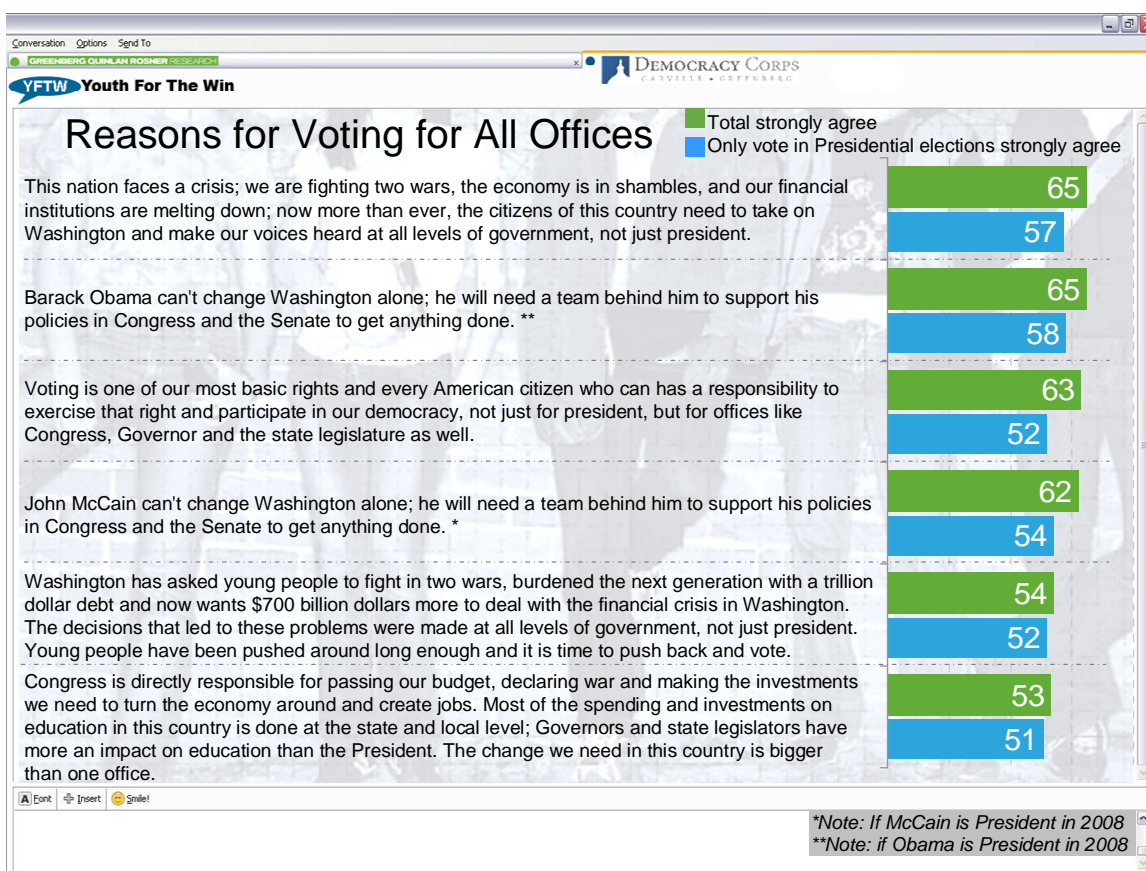 Conversation Options Send To
GREENBERG QUINLAN ROSNER RESEARCH
x
DEMOCRACY CORPS
CARVILLE • GREENBERG
YFTW Youth For The Win
Reasons for Voting for All Offices
Total strongly agree
Only vote in Presidential elections strongly agree
This nation faces a crisis; we are fighting two wars, the economy is in shambles, and our financial
institutions are melting down; now more than ever, the citizens of this country need to take on
Washington and make our voices heard at all levels of government, not just president.
65
57
Barack Obama can't change Washington alone; he will need a team behind him to support his
policies in Congress and the Senate to get anything done. **
65
58
Voting is one of our most basic rights and every American citizen who can has a responsibility to
exercise that right and participate in our democracy, not just for president, but for offices like
Congress, Governor and the state legislature as well.
63
52
John McCain can't change Washington alone; he will need a team behind him to support his policies
in Congress and the Senate to get anything done. *
62
54
Washington has asked young people to fight in two wars, burdened the next generation with a trillion
dollar debt and now wants $700 billion dollars more to deal with the financial crisis in Washington.
The decisions that led to these problems were made at all levels of government, not just president.
Young people have been pushed around long enough and it is time to push back and vote.
54
52
Congress is directly responsible for passing our budget, declaring war and making the investments
we need to turn the economy around and create jobs. Most of the spending and investments on
education in this country is done at the state and local level; Governors and state legislators have
more an impact on education than the President. The change we need in this country is bigger
than one office.
53
51
A Font Insert Smile!
*Note: If McCain is President in 2008
**Note: if Obama is President in 2008